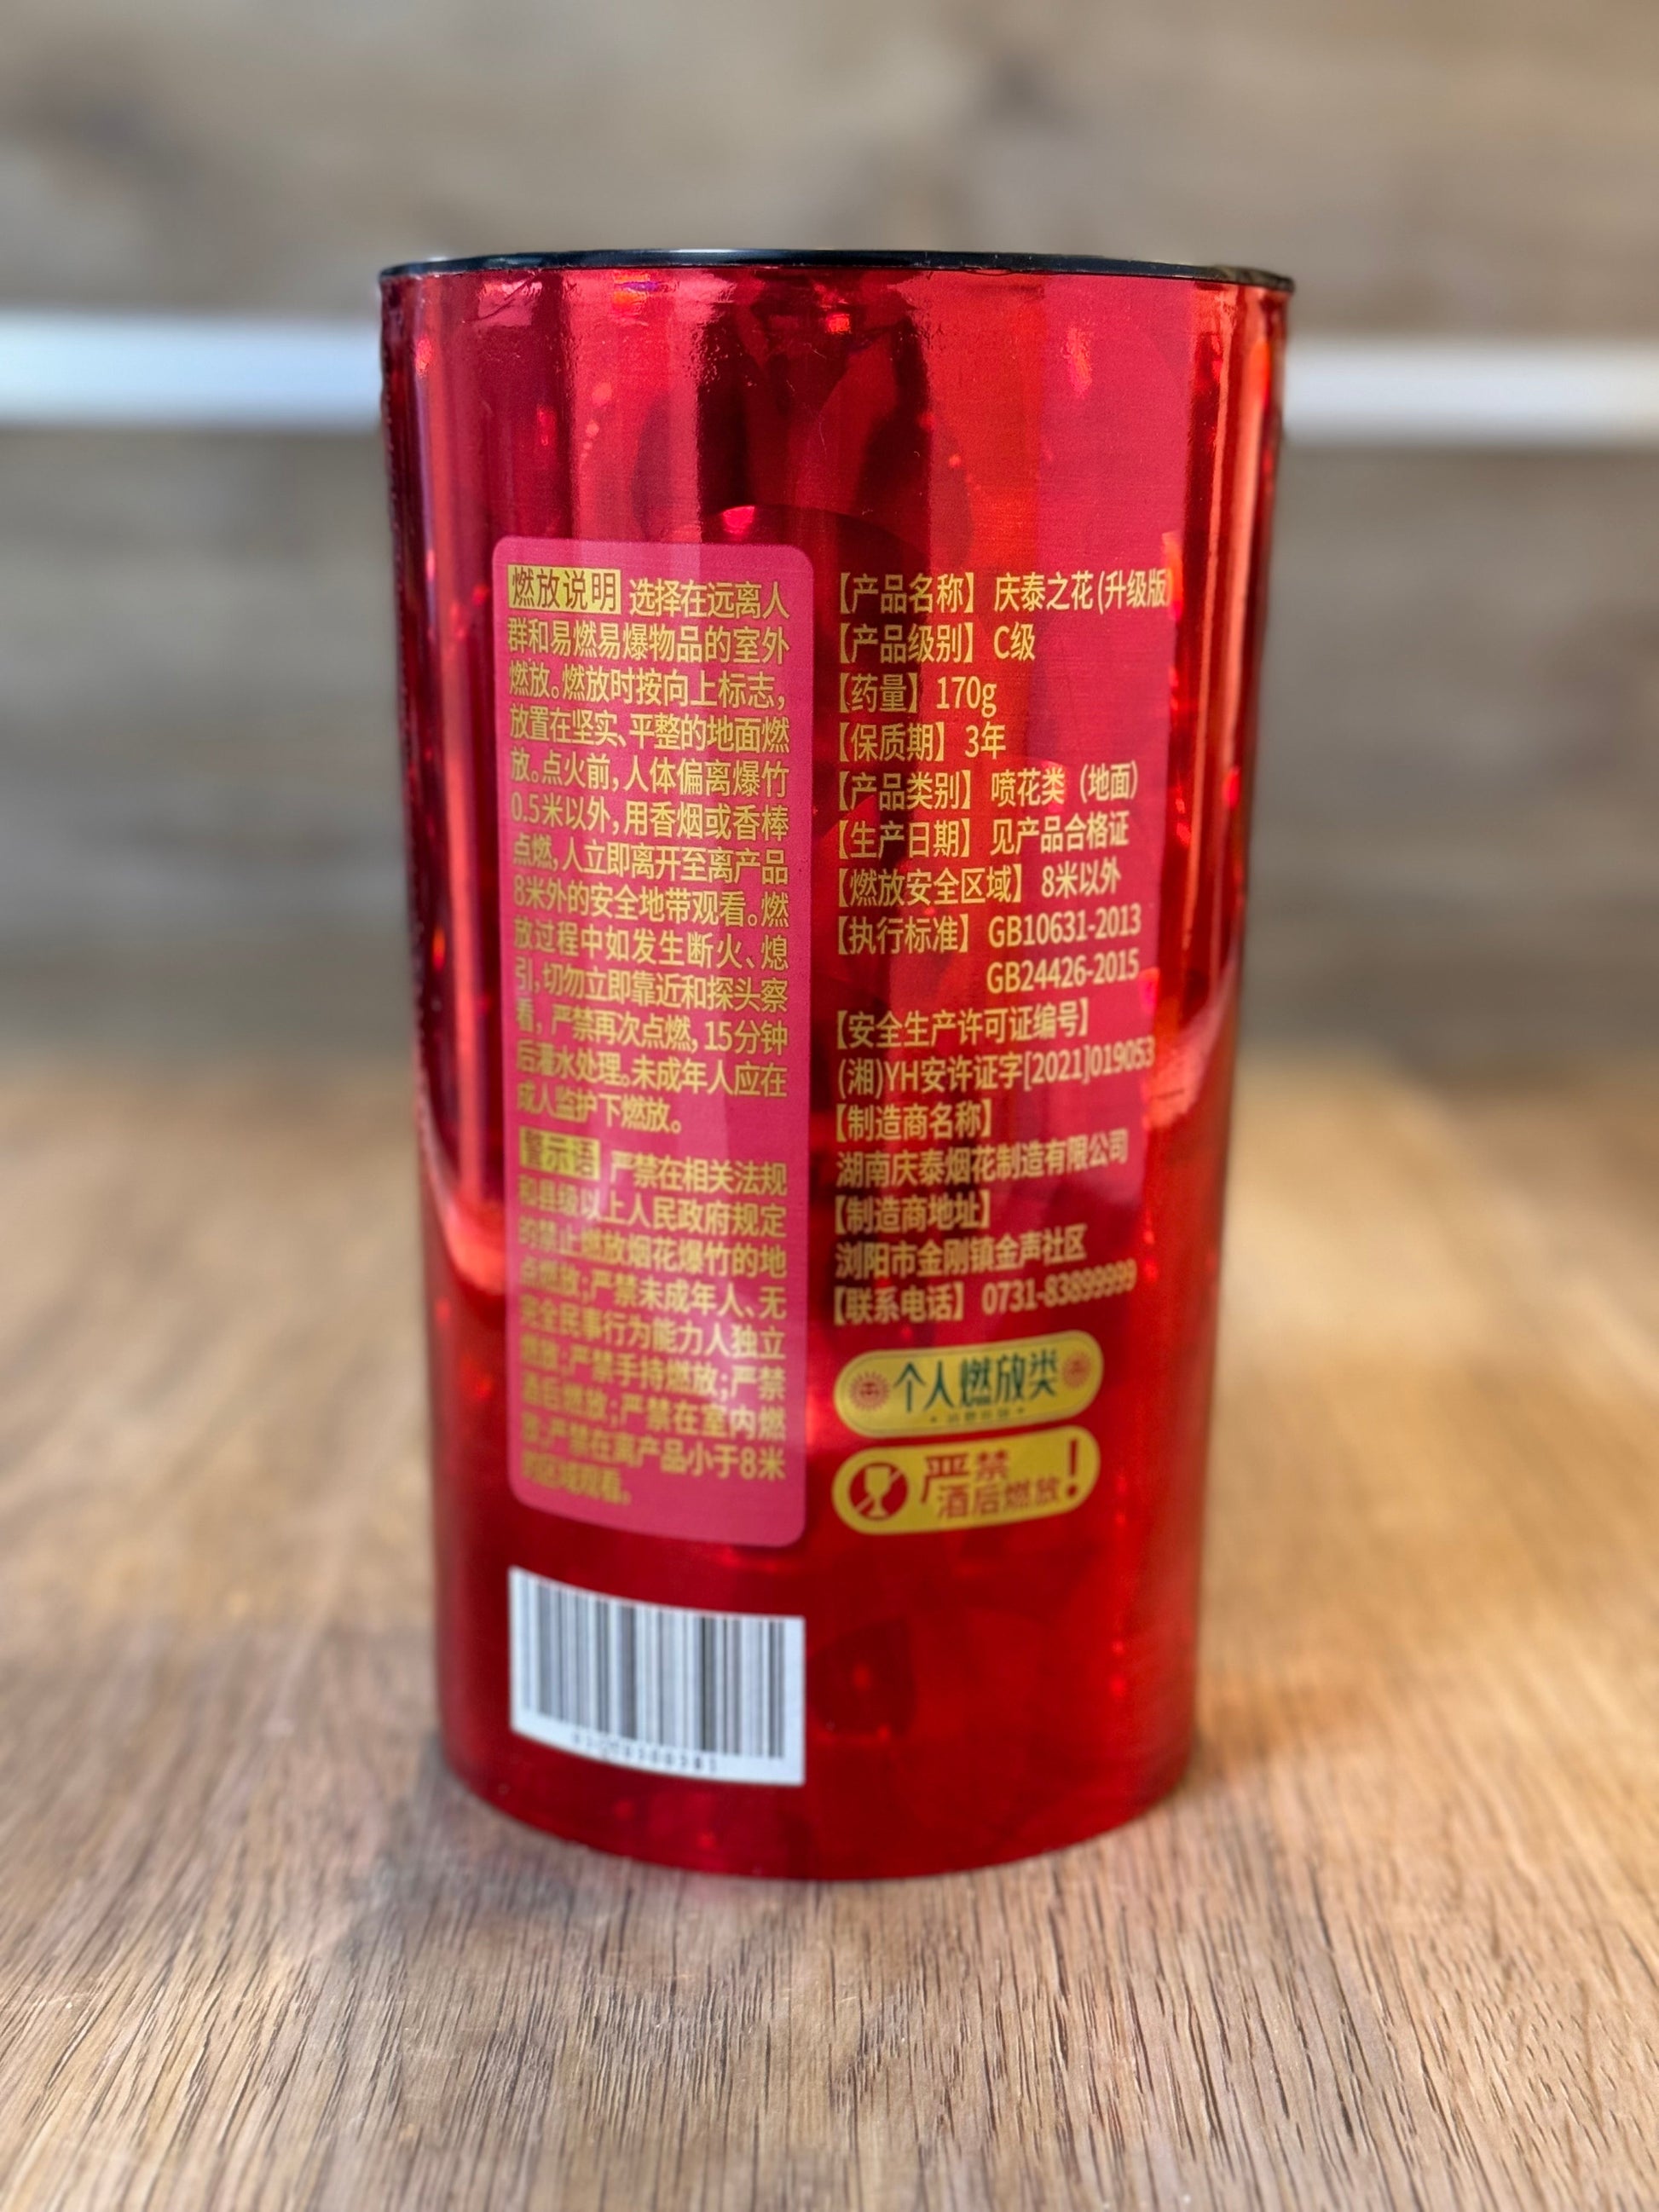 燃放说明 选择在远离人
群和易燃易爆物品的室外
燃放。燃放时按向上标志，
放置在坚实、平整的地面燃
放。点火前，人体偏离爆竹
0.5米以外，用香烟或香棒
点燃，人立即离开至离产品
8米外的安全地带观看。燃
放过程中如发生断火、熄
引，切勿立即靠近和探头察
看，严禁再次点燃，15分钟
后灌水处理。未成年人应在
成人监护下燃放。
警示语 严禁在相关法规
和县级以上人民政府规定
的禁止燃放烟花爆竹的地
点燃放；严禁未成年人、无
完全民事行为能力人独立
燃放；严禁手持燃放；严禁
酒后燃放；严禁在室内燃
放；严禁在离产品小于8米
的区域观看。
【产品名称】 庆泰之花(升级版)
【产品级别】 C级
【药量】 170g
【保质期】 3年
【产品类别】 喷花类（地面）
【生产日期】 见产品合格证
【燃放安全区域】 8米以外
【执行标准】 GB10631-2013
GB24426-2015
【安全生产许可证编号】
(湘)YH安许证字[2021]019053
【制造商名称】
湖南庆泰烟花制造有限公司
【制造商地址】
浏阳市金刚镇金声社区
【联系电话】 0731-83899999
个人燃放类
严禁
酒后燃放！